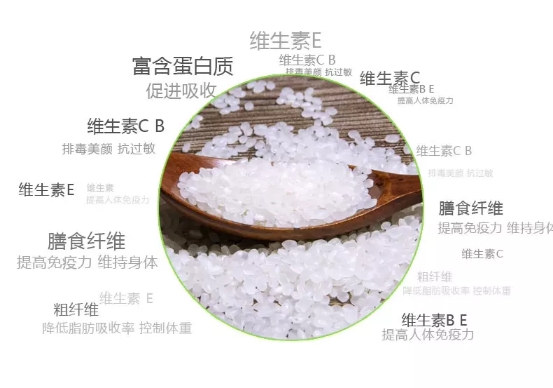 维生素E
维生素C B
排毒美颜 抗过敏
富含蛋白质
促进吸收
维生素C
维生素B E
提高人体免疫力
维生素C B
排毒美颜 抗过敏
维生素C B
排毒美颜 抗过敏
维生素E
维生素
提高人体免疫力
膳食纤维
提高免疫力 维持身体
膳食纤维
提高免疫力 维持身体
维生素C
粗纤维
降低脂肪吸收率 控制体重
维生素 E
粗纤维
降低脂肪吸收率 控制体重
维生素B E
提高人体免疫力